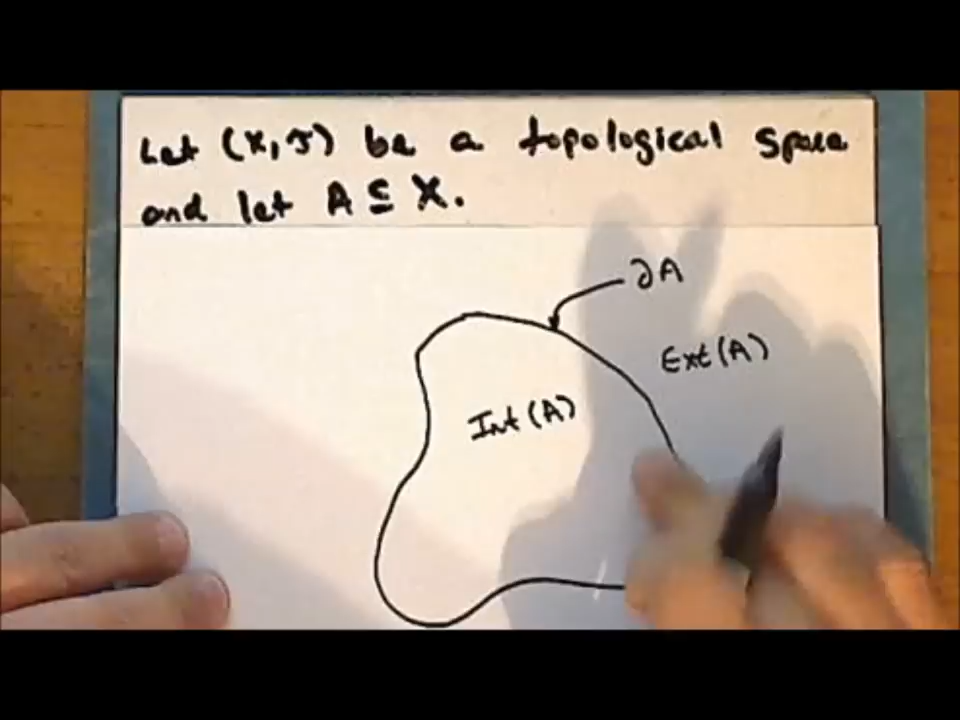 Let (X,𝒯) be a topological space
and let A ⊆ X.
∂A
Ext(A)
Int(A)